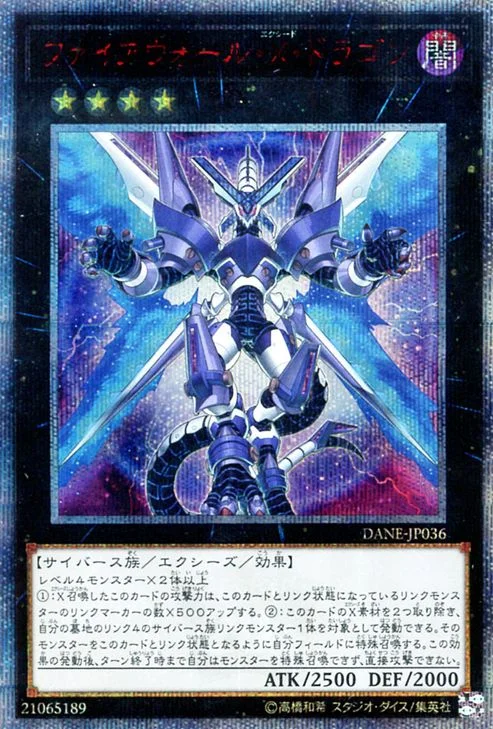 エクシード
ファイアウォール・X・ドラゴン
闇
DANE-JP036
【サイバース族/エクシーズ/効果】
レベル4モンスター×2体以上
①:X召喚したこのカードの攻撃力は、このカードとリンク状態になっているリンクモン
スターのリンクマーカーの数×500アップする。②:このカードのX素材を2つ取り除き、
自分の墓地のリンク4のサイバース族リンクモンスター1体を対象として発動できる。その
モンスターをこのカードとリンク状態となるように自分フィールドに特殊召喚する。この効
果の発動後、ターン終了時まで自分はモンスターを特殊召喚できず、直接攻撃できない。
ATK/2500 DEF/2000
21065189
©高橋和希 スタジオ・ダイス/集英社